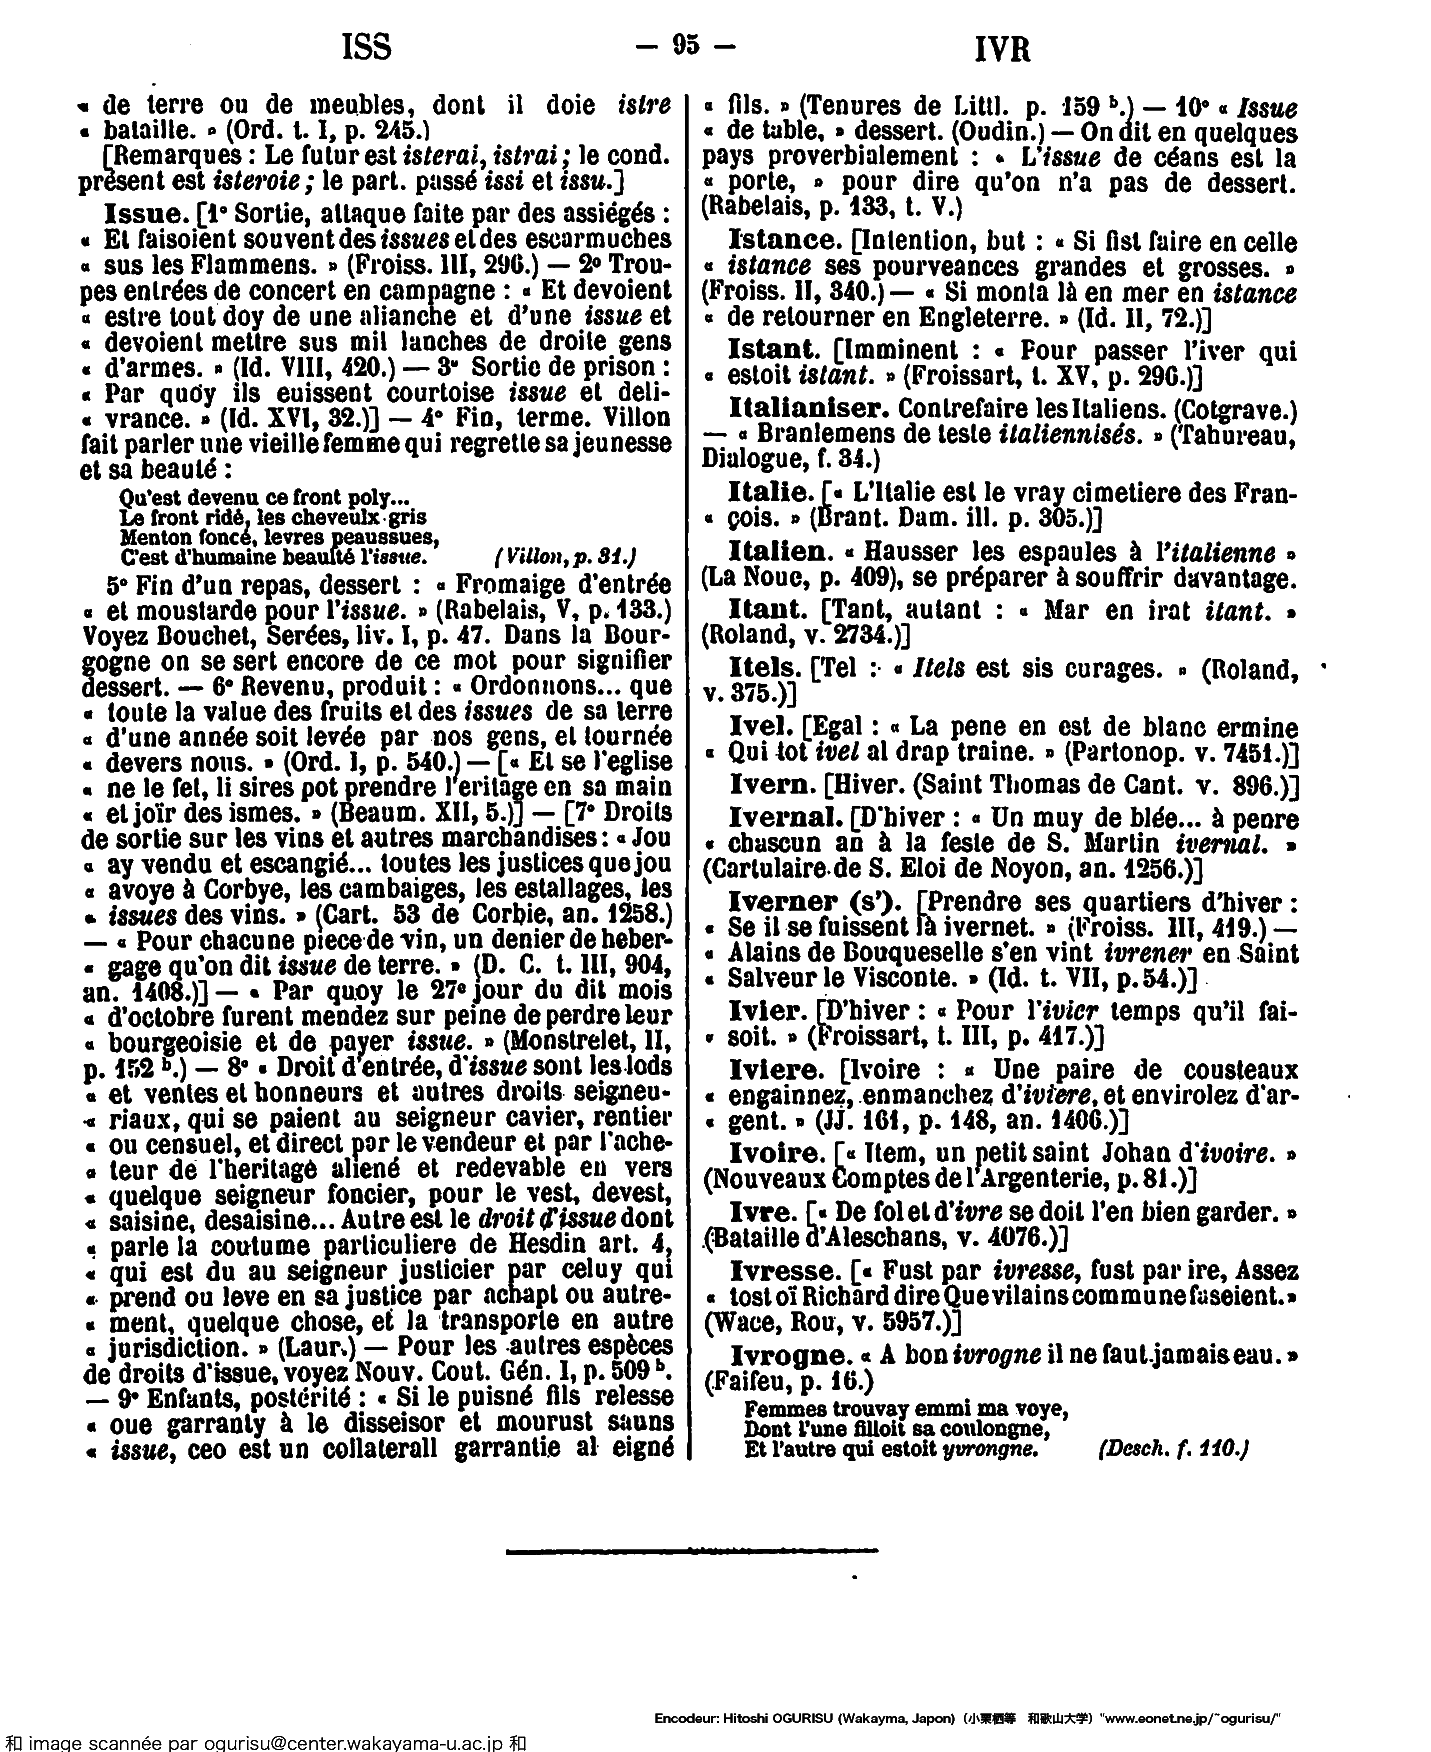 ISS — 95 — IVR
« de terre ou de meubles, dont il doie istre
« bataille. » (Ord. t. I, p. 245.)
[Remarques : Le futur est isterai, istrai ; le cond.
présent est isteroie ; le part. passé issi et issu.]
Issue. [1° Sortie, attaque faite par des assiégés :
« Et faisoient souvent des issues et des escarmuches
« sus les Flammens. » (Froiss. III, 296.) — 2° Trou-
pes entrées de concert en campagne : « Et devoient
« estre tout doy de une alianche et d'une issue et
« devoient mettre sus mil lanches de droite gens
« d'armes. » (Id. VIII, 420.) — 3° Sortie de prison :
« Par quoy ils euissent courtoise issue et deli-
« vrance. » (Id. XVI, 32.)] — 4° Fin, terme. Villon
fait parler une vieille femme qui regrette sa jeunesse
et sa beauté :
Qu'est devenu ce front poly...
Le front ridé, les cheveulx gris
Menton foncé, levres peaussues,
C'est d'humaine beaulté l'issue. (Villon, p. 31.)
5° Fin d'un repas, dessert : « Fromaige d'entrée
« et moustarde pour l'issue. » (Rabelais, V, p. 133.)
Voyez Bouchet, Serées, liv. I, p. 47. Dans la Bour-
gogne on se sert encore de ce mot pour signifier
dessert. — 6° Revenu, produit : « Ordonnons... que
« toute la value des fruits et des issues de sa terre
« d'une année soit levée par nos gens, et tournée
« devers nous. » (Ord. I, p. 540.) — [« Et se l'eglise
« ne le fet, li sires pot prendre l'eritage en sa main
« et joïr des ismes. » (Beaum. XII, 5.)] — [7° Droits
de sortie sur les vins et autres marchandises : « Jou
« ay vendu et escangié... toutes les justices que jou
« avoye à Corbye, les cambaiges, les estallages, les
« issues des vins. » (Cart. 53 de Corbie, an. 1258.)
— « Pour chacune piece de vin, un denier de heber-
« gage qu'on dit issue de terre. » (D. C. t. III, 904,
an. 1408.)] — « Par quoy le 27e jour du dit mois
« d'octobre furent mendez sur peine de perdre leur
« bourgeoisie et de payer issue. » (Monstrelet, II,
p. 152 b.) — 8° « Droit d'entrée, d'issue sont les lods
« et ventes et honneurs et autres droits seigneu-
« riaux, qui se paient au seigneur cavier, rentier
« ou censuel, et direct por le vendeur et par l'ache-
« teur de l'heritage aliené et redevable en vers
« quelque seigneur foncier, pour le vest, devest,
« saisine, desaisine... Autre est le droit d'issue dont
« parle la coutume particuliere de Hesdin art. 4,
« qui est du au seigneur justicier par celuy qui
« prend ou leve en sa justice par achapt ou autre-
« ment, quelque chose, et la transporte en autre
« jurisdiction. » (Laur.) — Pour les autres espèces
de droits d'issue, voyez Nouv. Cout. Gén. I, p. 509 b.
— 9° Enfants, postérité : « Si le puisné fils relesse
« oue garranty à le disseisor et mourust sauns
« issue, ceo est un collaterall garrantie al eigné
« fils. » (Tenures de Littl. p. 159 b.) — 10° « Issue
« de table, » dessert. (Oudin.) — On dit en quelques
pays proverbialement : « L'issue de céans est la
« porte, » pour dire qu'on n'a pas de dessert.
(Rabelais, p. 133, t. V.)
Istance. [Intention, but : « Si fist faire en celle
« istance ses pourveances grandes et grosses. »
(Froiss. II, 340.) — « Si monta là en mer en istance
« de retourner en Engleterre. » (Id. II, 72.)]
Istant. [Imminent : « Pour passer l'iver qui
« estoit istant. » (Froissart, t. XV, p. 296.)]
Italianiser. Contrefaire les Italiens. (Cotgrave.)
— « Branlemens de teste italiennisés. » (Tahureau,
Dialogue, f. 34.)
Italie. [« L'Italie est le vray cimetiere des Fran-
« çois. » (Brant. Dam. ill. p. 305.)]
Italien. « Hausser les espaules à l'italienne »
(La Noue, p. 409), se préparer à souffrir davantage.
Itant. [Tant, autant : « Mar en irat itant. »
(Roland, v. 2734.)]
Itels. [Tel : « Itels est sis curages. » (Roland,
v. 375.)]
Ivel. [Egal : « La pene en est de blanc ermine
« Qui tot ivel al drap traine. » (Partonop. v. 7451.)]
Ivern. [Hiver. (Saint Thomas de Cant. v. 896.)]
Ivernal. [D'hiver : « Un muy de blée... à penre
« chascun an à la feste de S. Martin ivernal. »
(Cartulaire de S. Eloi de Noyon, an. 1256.)]
Iverner (s'). [Prendre ses quartiers d'hiver :
« Se il se fuissent là ivernet. » (Froiss. III, 419.) —
« Alains de Bouqueselle s'en vint ivrener en Saint
« Salveur le Visconte. » (Id. t. VII, p. 54.)]
Ivier. [D'hiver : « Pour l'ivier temps qu'il fai-
« soit. » (Froissart, t. III, p. 417.)]
Iviere. [Ivoire : « Une paire de cousteaux
« engainnez, enmanchez d'iviere, et envirolez d'ar-
« gent. » (JJ. 161, p. 148, an. 1406.)]
Ivoire. [« Item, un petit saint Johan d'ivoire. »
(Nouveaux Comptes de l'Argenterie, p. 81.)]
Ivre. [« De fol et d'ivre se doit l'en bien garder. »
(Bataille d'Aleschans, v. 4076.)]
Ivresse. [« Fust par ivresse, fust par ire, Assez
« tost oï Richard dire Que vilains commune faseient. »
(Wace, Rou, v. 5957.)]
Ivrogne. « A bon ivrogne il ne faut jamais eau. »
(Faifeu, p. 16.)
Femmes trouvay emmi ma voye,
Dont l'une filloit sa coulongne,
Et l'autre qui estoit yvrongne. (Desch. f. 110.)
Encodeur: Hitoshi OGURISU (Wakayma, Japon) (小栗栖等 和歌山大学) "www.eonet.ne.jp/~ogurisu/"
和 image scannée par ogurisu@center.wakayama-u.ac.jp 和